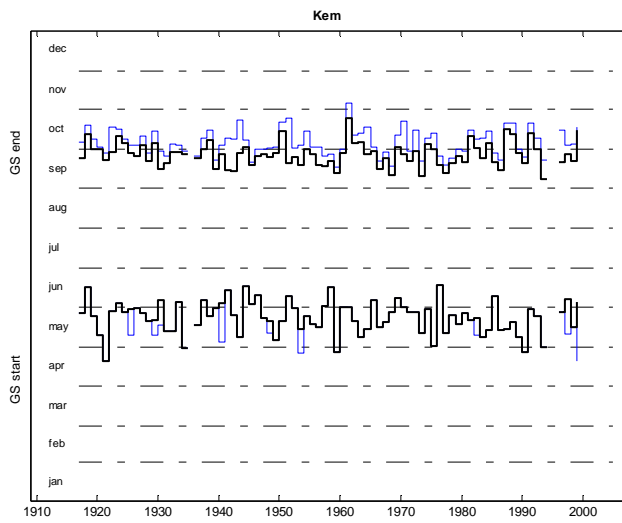 Kem
dec
nov
oct
sep
aug
jul
jun
may
apr
mar
feb
jan
GS end
GS start
1910 1920 1930 1940 1950 1960 1970 1980 1990 2000